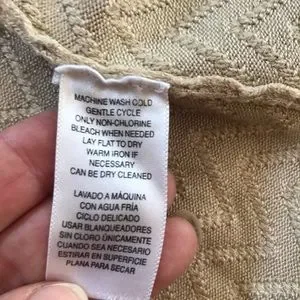 MACHINE WASH COLD
GENTLE CYCLE
ONLY NON-CHLORINE
BLEACH WHEN NEEDED
LAY FLAT TO DRY
WARM IRON IF
NECESSARY
CAN BE DRY CLEANED
LAVADO A MÁQUINA
CON AGUA FRÍA
CICLO DELICADO
USAR BLANQUEADORES
SIN CLORO ÚNICAMENTE
CUANDO SEA NECESARIO
ESTIRAR EN SUPERFICIE
PLANA PARA SECAR